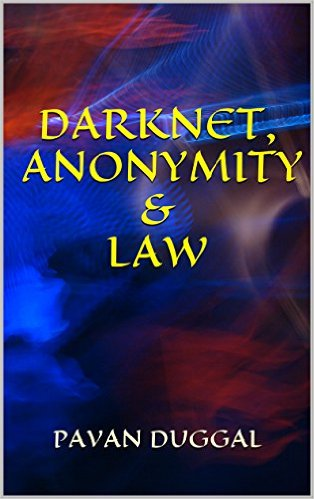 DARKNET,
ANONYMITY
&
LAW
PAVAN DUGGAL